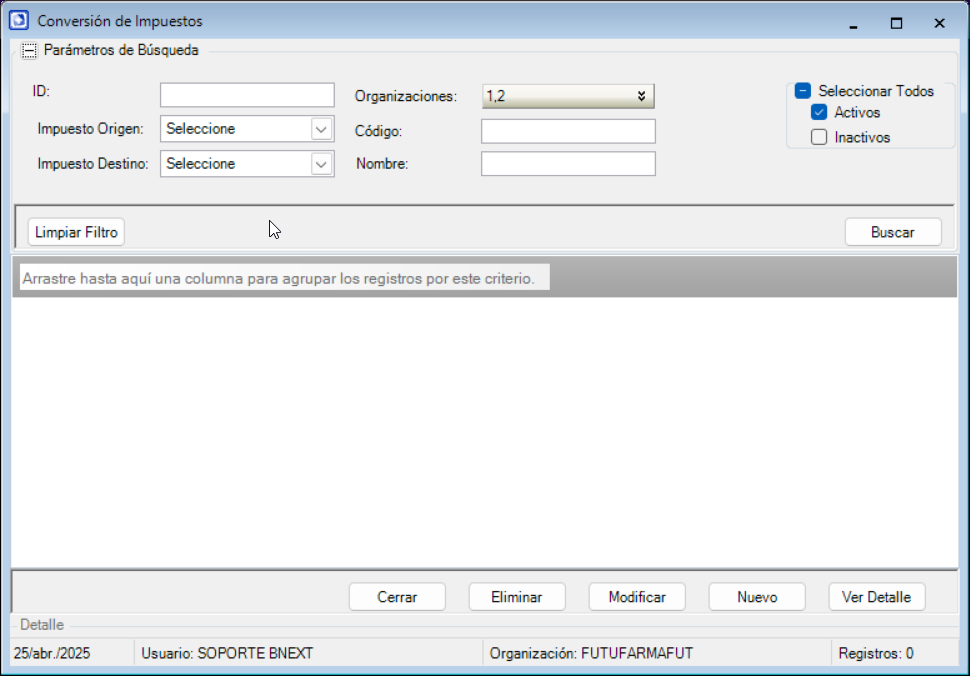 Conversión de Impuestos
Parámetros de Búsqueda
ID:
Organizaciones: 1,2
Seleccionar Todos
Activos
Impuesto Origen: Seleccione
Código:
Inactivos
Impuesto Destino: Seleccione
Nombre:
Limpiar Filtro
Buscar
Arrastre hasta aquí una columna para agrupar los registros por este criterio.
Cerrar
Eliminar
Modificar
Nuevo
Ver Detalle
Detalle
25/abr./2025
Usuario: SOPORTE BNEXT
Organización: FUTUFARMAFUT
Registros: 0